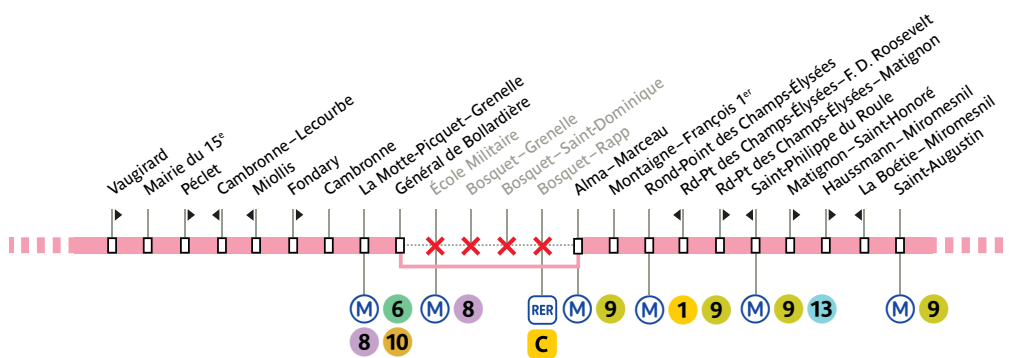 Vaugirard
Mairie du 15e
Péclet
Cambronne–Lecourbe
Miollis
Fondary
Cambronne
La Motte-Picquet–Grenelle
Général de Bollardière
École Militaire
Bosquet–Grenelle
Bosquet–Saint-Dominique
Bosquet–Rapp
Alma–Marceau
Montaigne–François 1er
Rond-Point des Champs-Élysées
Rd-Pt des Champs-Élysées–F. D. Roosevelt
Rd-Pt des Champs-Élysées–Matignon
Saint-Philippe du Roule
Matignon–Saint-Honoré
Haussmann–Miromesnil
La Boétie–Miromesnil
Saint-Augustin
M 6 M 8 RER M 9 M 1 9 M 9 13 M 9
8 10 C